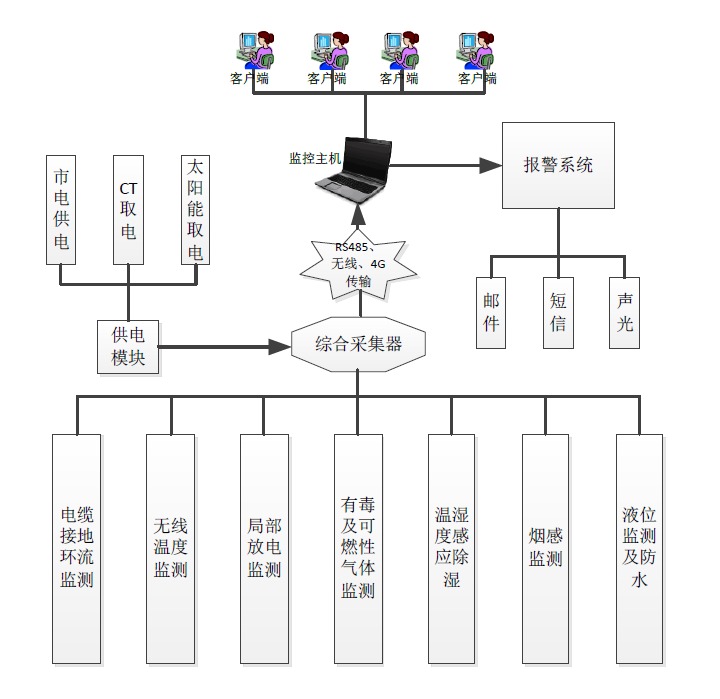 客户端
客户端
客户端
客户端
监控主机
报警系统
市
电
供
电
CT
取
电
太
阳
能
取
电
RS485、
无线、4G
传输
邮
件
短
信
声
光
供电
模块
综合采集器
电缆
接地
环流
监测
无线
温度
监测
局部
放电
监测
有毒
及可
燃性
气体
监测
温湿
度感
应除
湿
烟感
监测
液位
监测
及防
水